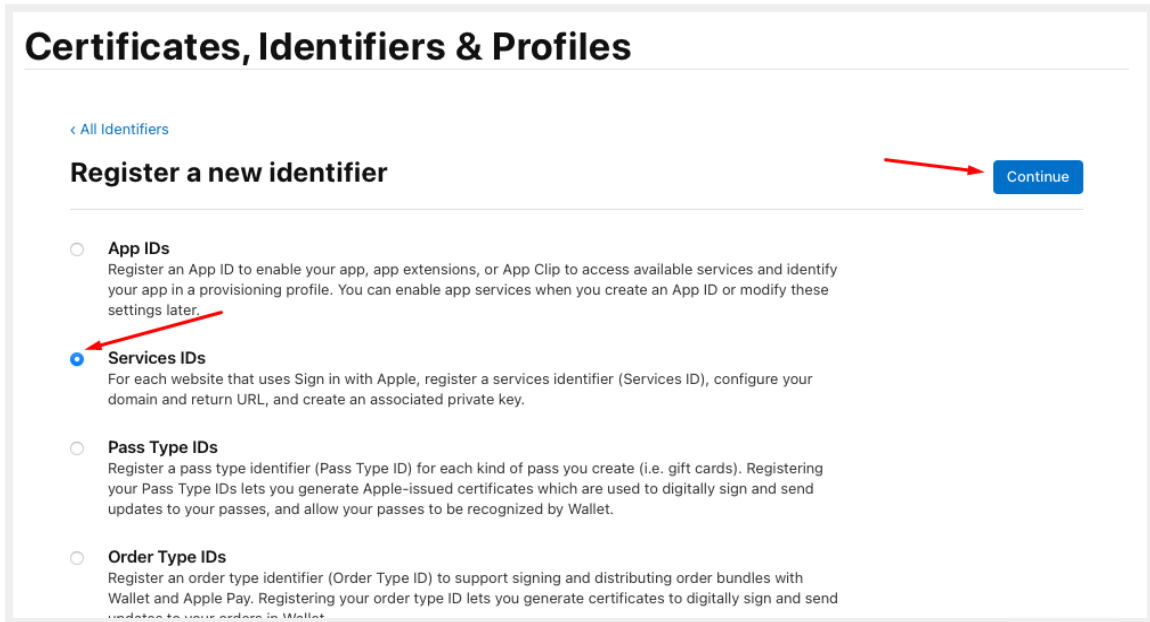 Certificates, Identifiers & Profiles
‹ All Identifiers
Register a new identifier
Continue
App IDs
Register an App ID to enable your app, app extensions, or App Clip to access available services and identify
your app in a provisioning profile. You can enable app services when you create an App ID or modify these
settings later.
Services IDs
For each website that uses Sign in with Apple, register a services identifier (Services ID), configure your
domain and return URL, and create an associated private key.
Pass Type IDs
Register a pass type identifier (Pass Type ID) for each kind of pass you create (i.e. gift cards). Registering
your Pass Type IDs lets you generate Apple-issued certificates which are used to digitally sign and send
updates to your passes, and allow your passes to be recognized by Wallet.
Order Type IDs
Register an order type identifier (Order Type ID) to support signing and distributing order bundles with
Wallet and Apple Pay. Registering your order type ID lets you generate certificates to digitally sign and send
updates to your orders in Wallet.